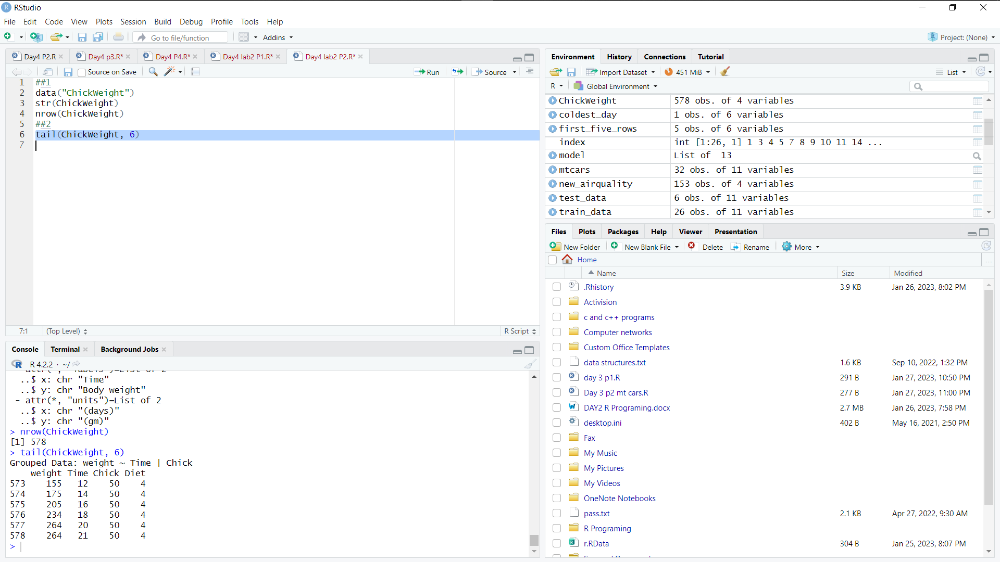 RStudio
File Edit Code View Plots Session Build Debug Profile Tools Help
Go to file/function Addins Project: (None)
Day4 P2.R Day4 p3.R* Day4 P4.R* Day4 lab2 P1.R* Day4 lab2 P2.R*
Source on Save Run Source
1 ##1
2 data("ChickWeight")
3 str(ChickWeight)
4 nrow(ChickWeight)
5 ##2
6 tail(ChickWeight, 6)
7
7:1 (Top Level) R Script
Console Terminal Background Jobs
R 4.2.2 · ~/
..$ x: chr "Time"
..$ y: chr "Body weight"
- attr(*, "units")=List of 2
..$ x: chr "(days)"
..$ y: chr "(gm)"
> nrow(ChickWeight)
[1] 578
> tail(ChickWeight, 6)
Grouped Data: weight ~ Time | Chick
weight Time Chick Diet
573 155 12 50 4
574 175 14 50 4
575 205 16 50 4
576 234 18 50 4
577 264 20 50 4
578 264 21 50 4
>
Environment History Connections Tutorial
Import Dataset 451 MiB List
R Global Environment
ChickWeight 578 obs. of 4 variables
coldest_day 1 obs. of 6 variables
first_five_rows 5 obs. of 6 variables
index int [1:26, 1] 1 3 4 5 7 8 9 10 11 14 ...
model List of 13
mtcars 32 obs. of 11 variables
new_airquality 153 obs. of 4 variables
test_data 6 obs. of 11 variables
train_data 26 obs. of 11 variables
Files Plots Packages Help Viewer Presentation
New Folder New Blank File Delete Rename More
Home ...
Name Size Modified
.Rhistory 3.9 KB Jan 26, 2023, 8:02 PM
Activision
c and c++ programs
Computer networks
Custom Office Templates
data structures.txt 1.6 KB Sep 10, 2022, 1:32 PM
day 3 p1.R 291 B Jan 27, 2023, 10:50 PM
Day 3 p2 mt cars.R 277 B Jan 27, 2023, 11:00 PM
DAY2 R Programing.docx 2.7 MB Jan 26, 2023, 7:58 PM
desktop.ini 402 B May 16, 2021, 2:50 PM
Fax
My Music
My Pictures
My Videos
OneNote Notebooks
pass.txt 2.1 KB Apr 27, 2022, 9:30 AM
R Programing
r.RData 304 B Jan 25, 2023, 8:07 PM